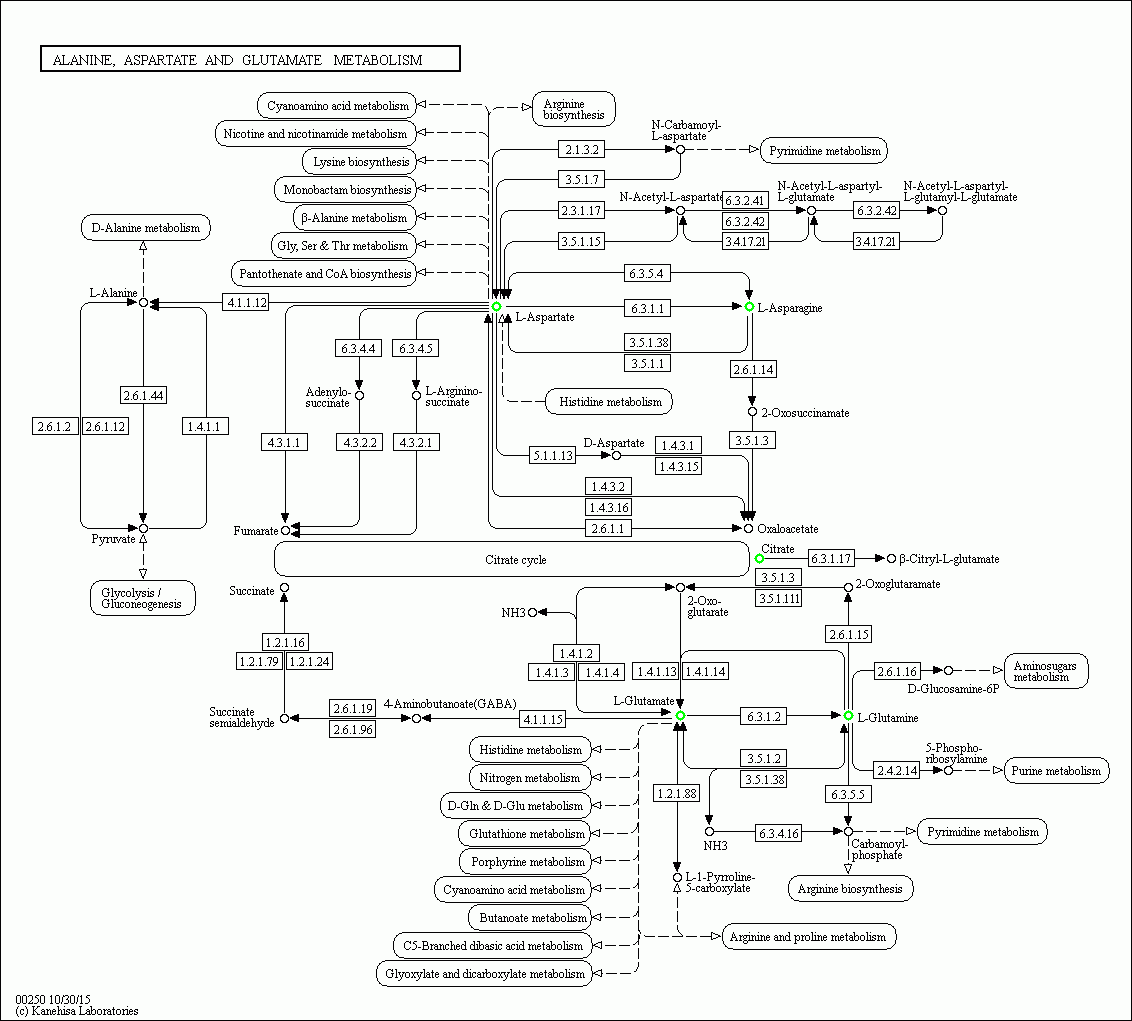 ALANINE, ASPARTATE AND GLUTAMATE METABOLISM
Cyanoamino acid metabolism
Arginine
biosynthesis
Nicotine and nicotinamide metabolism
N-Carbamoyl-
L-aspartate
2.1.3.2
Pyrimidine metabolism
Lysine biosynthesis
3.5.1.7
Monobactam biosynthesis
N-Acetyl-L-aspartate
6.3.2.41
N-Acetyl-L-aspartyl-
L-glutamate
N-Acetyl-L-aspartyl-
L-glutamyl-L-glutamate
β-Alanine metabolism
2.3.1.17
6.3.2.42
6.3.2.42
D-Alanine metabolism
Gly, Ser & Thr metabolism
3.5.1.15
3.4.17.21
3.4.17.21
Pantothenate and CoA biosynthesis
6.3.5.4
L-Alanine
4.1.1.12
L-Aspartate
6.3.1.1
L-Asparagine
6.3.4.4
6.3.4.5
3.5.1.38
3.5.1.1
2.6.1.14
2.6.1.44
Adenylo-
succinate
L-Arginino-
succinate
Histidine metabolism
2-Oxosuccinamate
2.6.1.2
2.6.1.12
1.4.1.1
4.3.1.1
4.3.2.2
4.3.2.1
D-Aspartate
1.4.3.1
3.5.1.3
5.1.1.13
1.4.3.15
1.4.3.2
1.4.3.16
Pyruvate
Fumarate
2.6.1.1
Oxaloacetate
Citrate cycle
Citrate
6.3.1.17
β-Citryl-L-glutamate
Glycolysis /
Gluconeogenesis
Succinate
3.5.1.3
3.5.1.111
2-Oxoglutaramate
NH3
2-Oxo-
glutarate
1.2.1.16
1.2.1.79
1.2.1.24
1.4.1.2
1.4.1.3
1.4.1.4
1.4.1.13
1.4.1.14
2.6.1.15
2.6.1.16
D-Glucosamine-6P
Aminosugars
metabolism
Succinate
semialdehyde
2.6.1.19
2.6.1.96
4-Aminobutanoate(GABA)
4.1.1.15
L-Glutamate
6.3.1.2
L-Glutamine
Histidine metabolism
3.5.1.2
3.5.1.38
5-Phospho-
ribosylamine
2.4.2.14
Purine metabolism
Nitrogen metabolism
D-Gln & D-Glu metabolism
1.2.1.88
6.3.5.5
Glutathione metabolism
NH3
6.3.4.16
Carbamoyl-
phosphate
Pyrimidine metabolism
Porphyrine metabolism
Cyanoamino acid metabolism
L-1-Pyrroline-
5-carboxylate
Arginine biosynthesis
Butanoate metabolism
C5-Branched dibasic acid metabolism
Arginine and proline metabolism
Glyoxylate and dicarboxylate metabolism
00250 10/30/15
(c) Kanehisa Laboratories